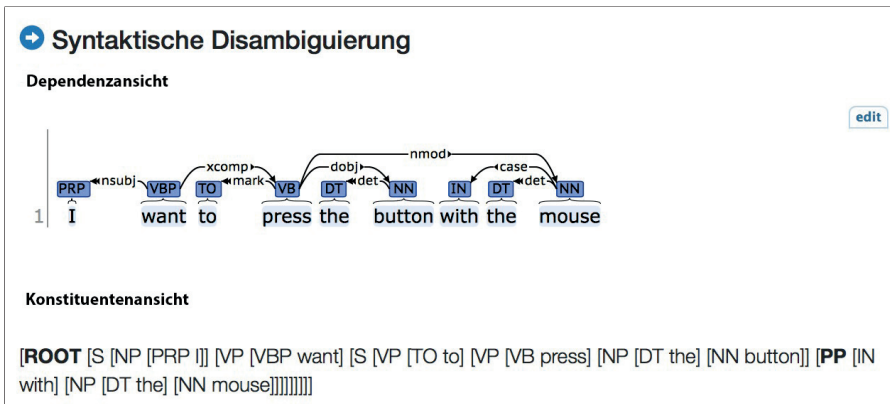 Syntaktische Disambiguierung
Dependenzansicht
edit
nmod
xcomp dobj case
PRP nsubj VBP TO mark VB DT det NN IN DT det NN
1 I want to press the button with the mouse
Konstituentenansicht
[ROOT [S [NP [PRP I]] [VP [VBP want] [S [VP [TO to] [VP [VB press] [NP [DT the] [NN button]] [PP [IN
with] [NP [DT the] [NN mouse]]]]]]]]]